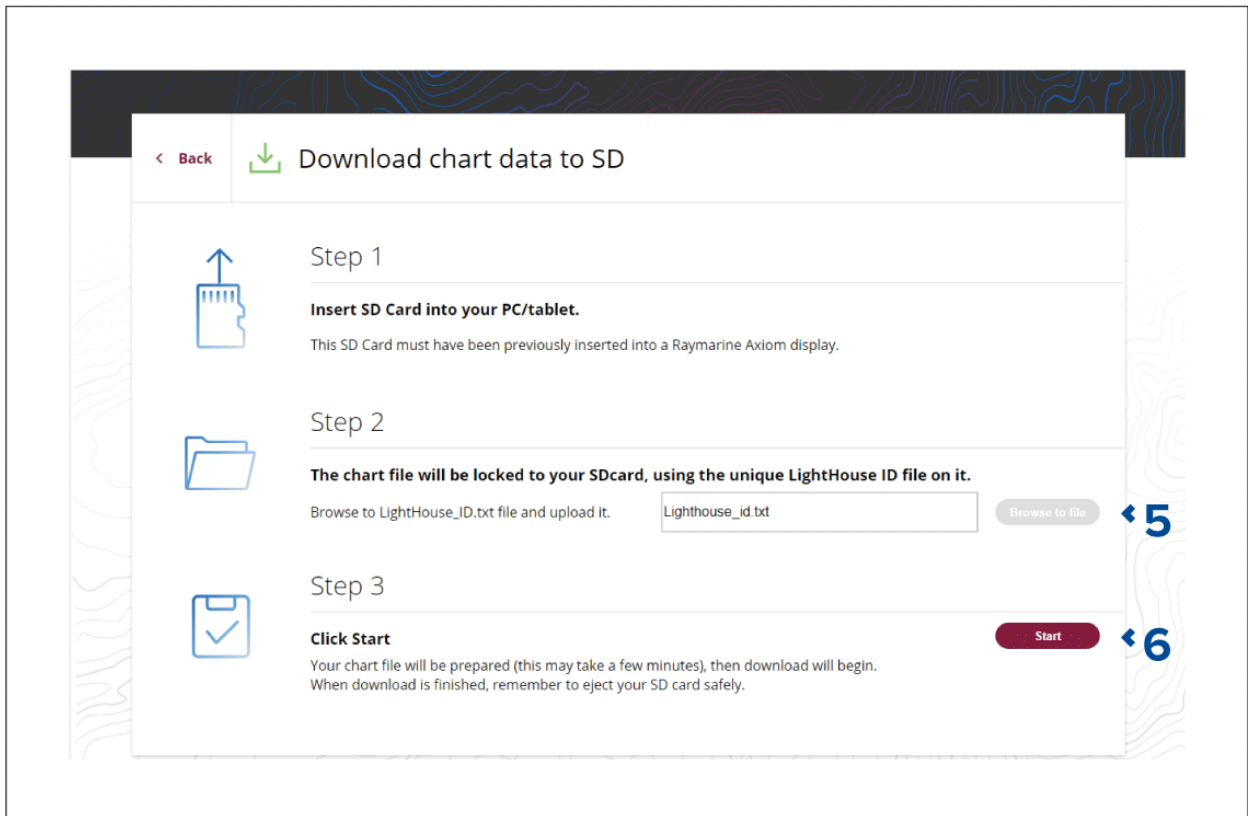 < Back
Download chart data to SD
Step 1
Insert SD Card into your PC/tablet.
This SD Card must have been previously inserted into a Raymarine Axiom display.
Step 2
The chart file will be locked to your SDcard, using the unique LightHouse ID file on it.
Browse to LightHouse_ID.txt file and upload it. Lighthouse_id.txt Browse to file 5
Step 3
Click Start Start 6
Your chart file will be prepared (this may take a few minutes), then download will begin.
When download is finished, remember to eject your SD card safely.